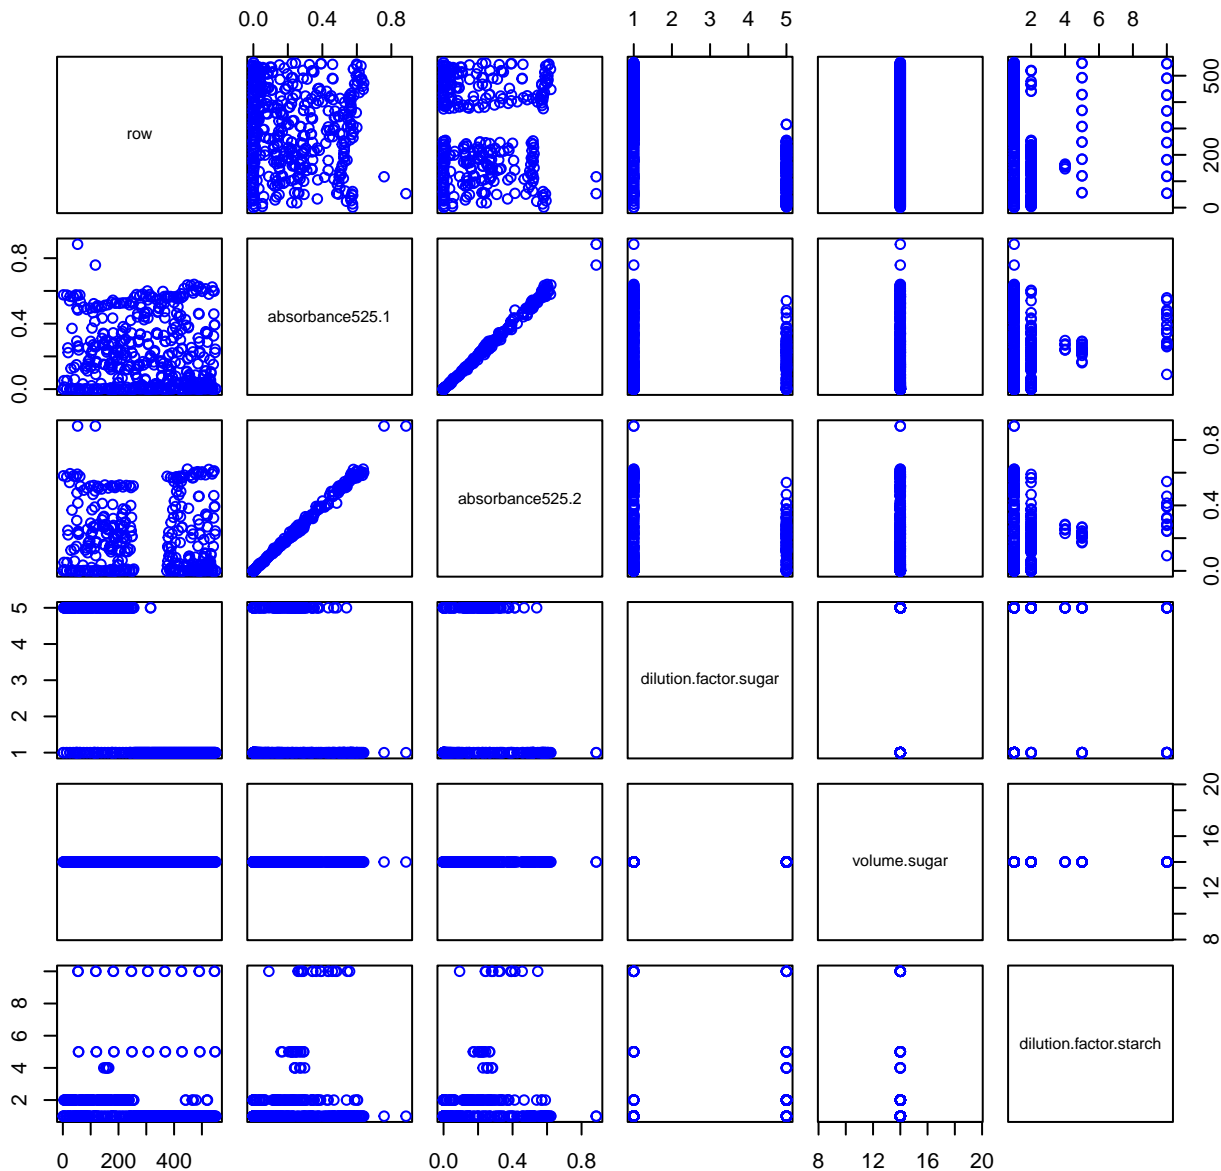 0.0 0.4 0.8 1 2 3 4 5 2 4 6 8
row 0 200 500
0.0 0.4 0.8 absorbance525.1
absorbance525.2 0.0 0.4 0.8
1 2 3 4 5 dilution.factor.sugar
volume.sugar 8 12 16 20
2 4 6 8 dilution.factor.starch
0 200 400 0.0 0.4 0.8 8 12 16 20